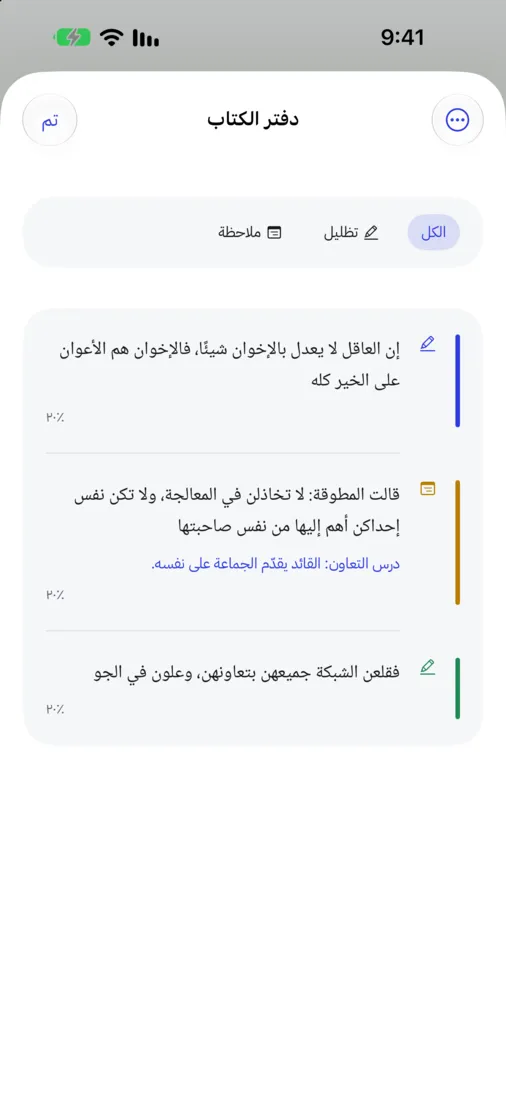 9:41
دفتر الكتاب
تم
الكل
تظليل
ملاحظة
إن العاقل لا يعدل بالإخوان شيئًا، فالإخوان هم الأعوان
على الخير كله
٢٠٪
قالت المطوقة: لا تخاذلن في المعالجة، ولا تكن نفس
إحداكن أهم إليها من نفس صاحبتها
درس التعاون: القائد يقدّم الجماعة على نفسه.
٢٠٪
فقلعن الشبكة جميعهن بتعاونهن، وعلون في الجو
٢٠٪